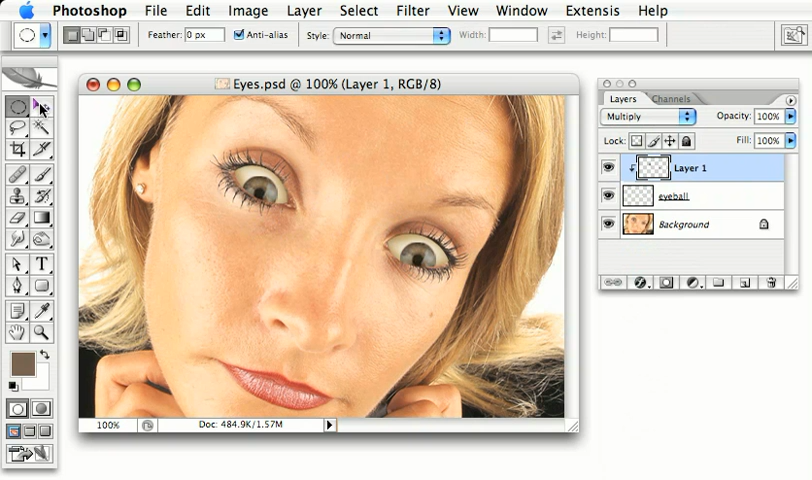 Photoshop File Edit Image Layer Select Filter View Window Extensis Help
Feather: 0 px Anti-alias Style: Normal Width: Height:
Eyes.psd @ 100% (Layer 1, RGB/8)
Layers Channels
Multiply Opacity: 100%
Lock: Fill: 100%
Layer 1
eyeball
Background
T
100% Doc: 484.9K/1.57M